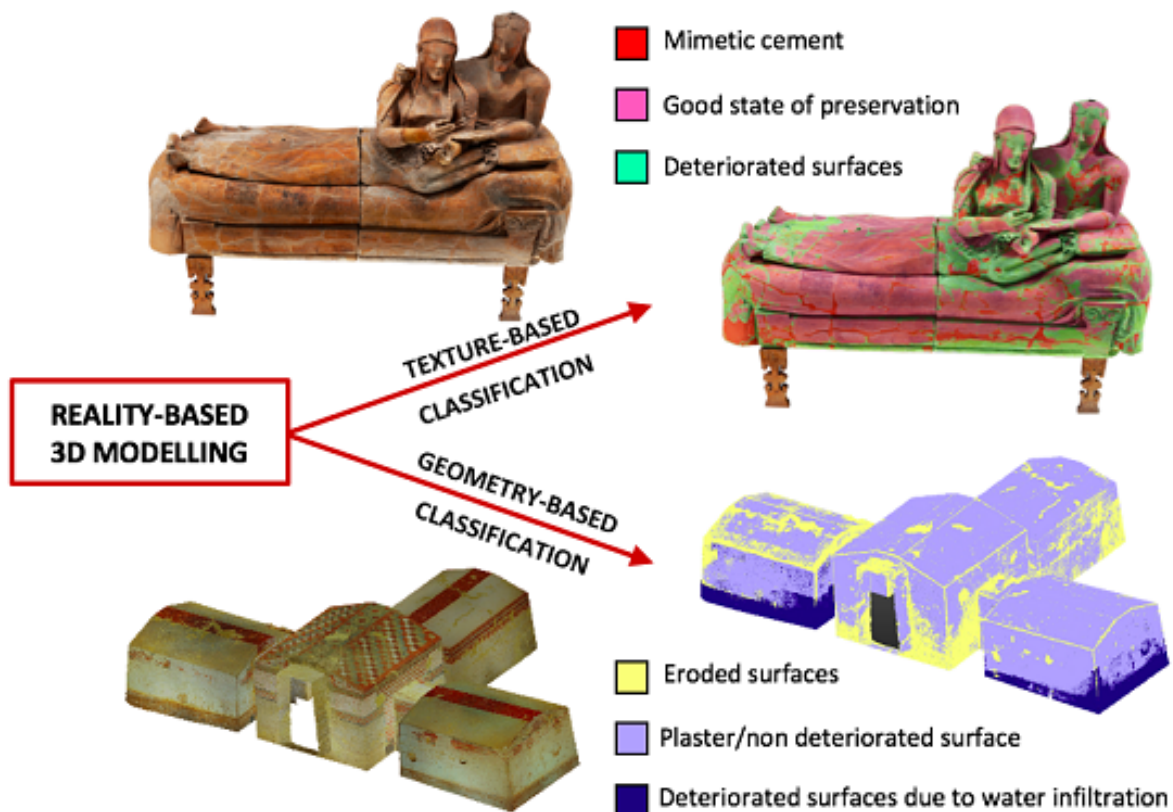 Mimetic cement
Good state of preservation
Deteriorated surfaces
TEXTURE-BASED
CLASSIFICATION
REALITY-BASED
3D MODELLING
GEOMETRY-BASED
CLASSIFICATION
Eroded surfaces
Plaster/non deteriorated surface
Deteriorated surfaces due to water infiltration